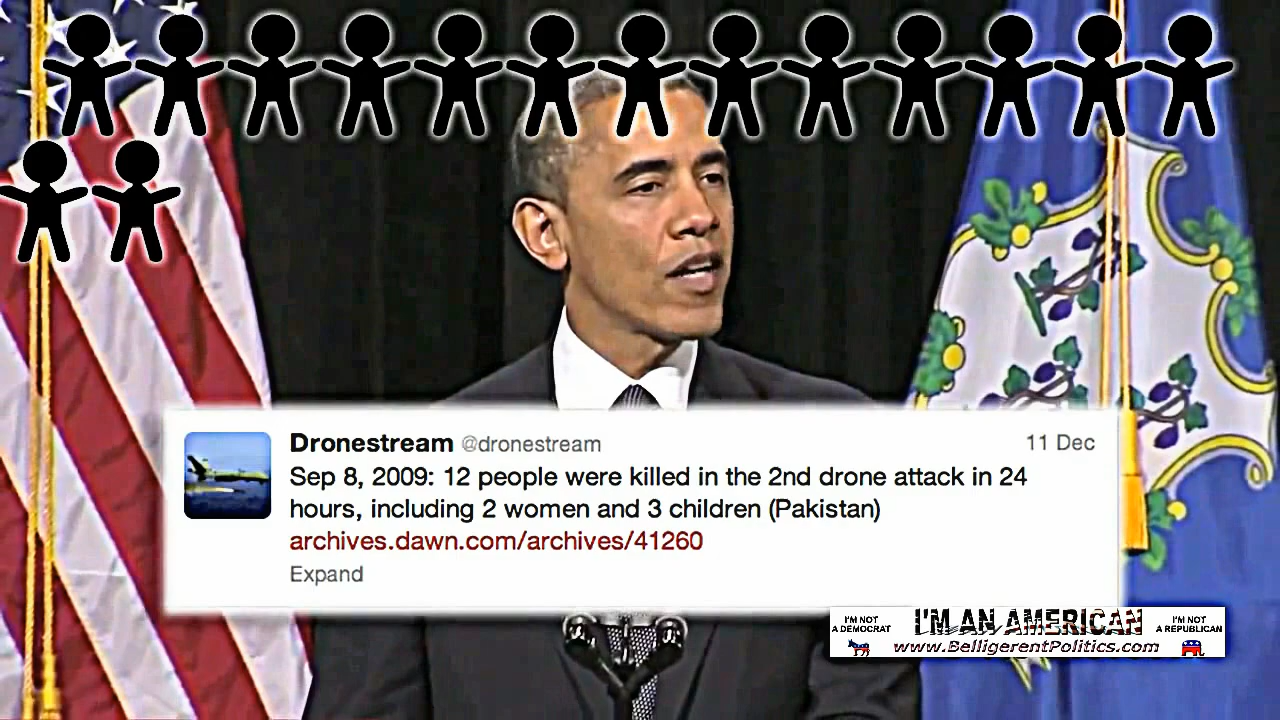 Dronestream @dronestream 11 Dec
Sep 8, 2009: 12 people were killed in the 2nd drone attack in 24
hours, including 2 women and 3 children (Pakistan)
archives.dawn.com/archives/41260
Expand
I'M NOT
A DEMOCRAT
I'M AN AMERICAN
I'M NOT
A REPUBLICAN
www.BelligerentPolitics.com